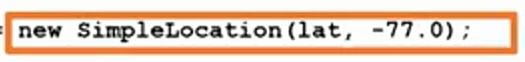 = new SimpleLocation(lat, -77.0);